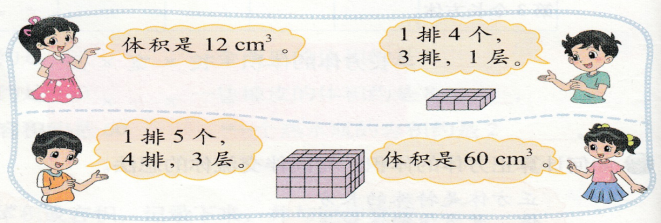 体积是 12 cm³。
1 排 4 个，
3 排，1 层。
1 排 5 个，
4 排，3 层。
体积是 60 cm³。